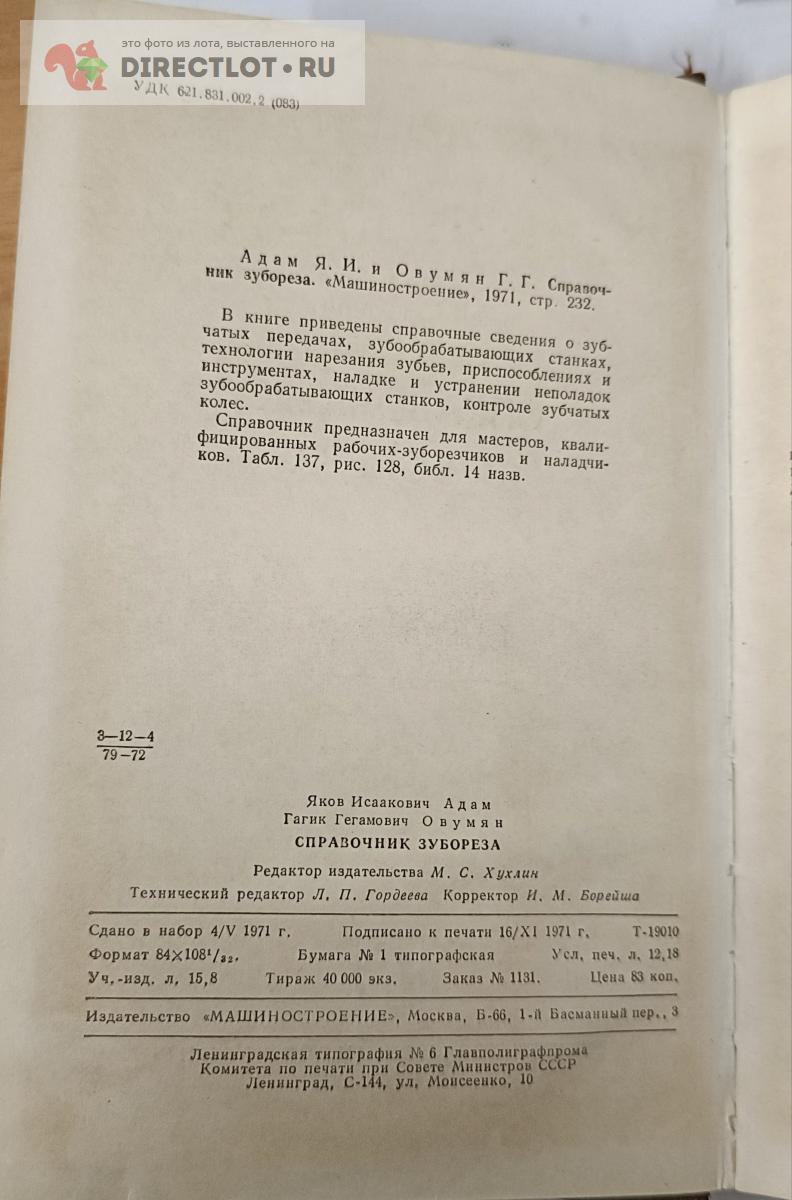 это фото из лота, выставленного на
DIRECTLOT.RU
УДК 621.831.002.2 (083)
Адам Я. И. и Овумян Г. Г. Справоч-
ник зубореза. «Машиностроение», 1971, стр. 232.
В книге приведены справочные сведения о зуб-
чатых передачах, зубообрабатывающих станках,
технологии нарезания зубьев, приспособлениях и
инструментах, наладке и устранении неполадок
зубообрабатывающих станков, контроле зубчатых
колес.
Справочник предназначен для мастеров, квали-
фицированных рабочих-зуборезчиков и наладчи-
ков. Табл. 137, рис. 128, библ. 14 назв.
3—12—4
79—72
Яков Исаакович Адам
Гагик Гегамович Овумян
СПРАВОЧНИК ЗУБОРЕЗА
Редактор издательства М. С. Хухлин
Технический редактор Л. П. Гордеева Корректор И. М. Борейша
Сдано в набор 4/V 1971 г. Подписано к печати 16/XI 1971 г. Т-19010
Формат 84×108¹/₃₂. Бумага № 1 типографская Усл. печ. л. 12,18
Уч.-изд. л. 15,8 Тираж 40 000 экз. Заказ № 1131. Цена 83 коп.
Издательство «МАШИНОСТРОЕНИЕ», Москва, Б-66, 1-й Басманный пер., 3
Ленинградская типография № 6 Главполиграфпрома
Комитета по печати при Совете Министров СССР
Ленинград, С-144, ул. Моисеенко, 10